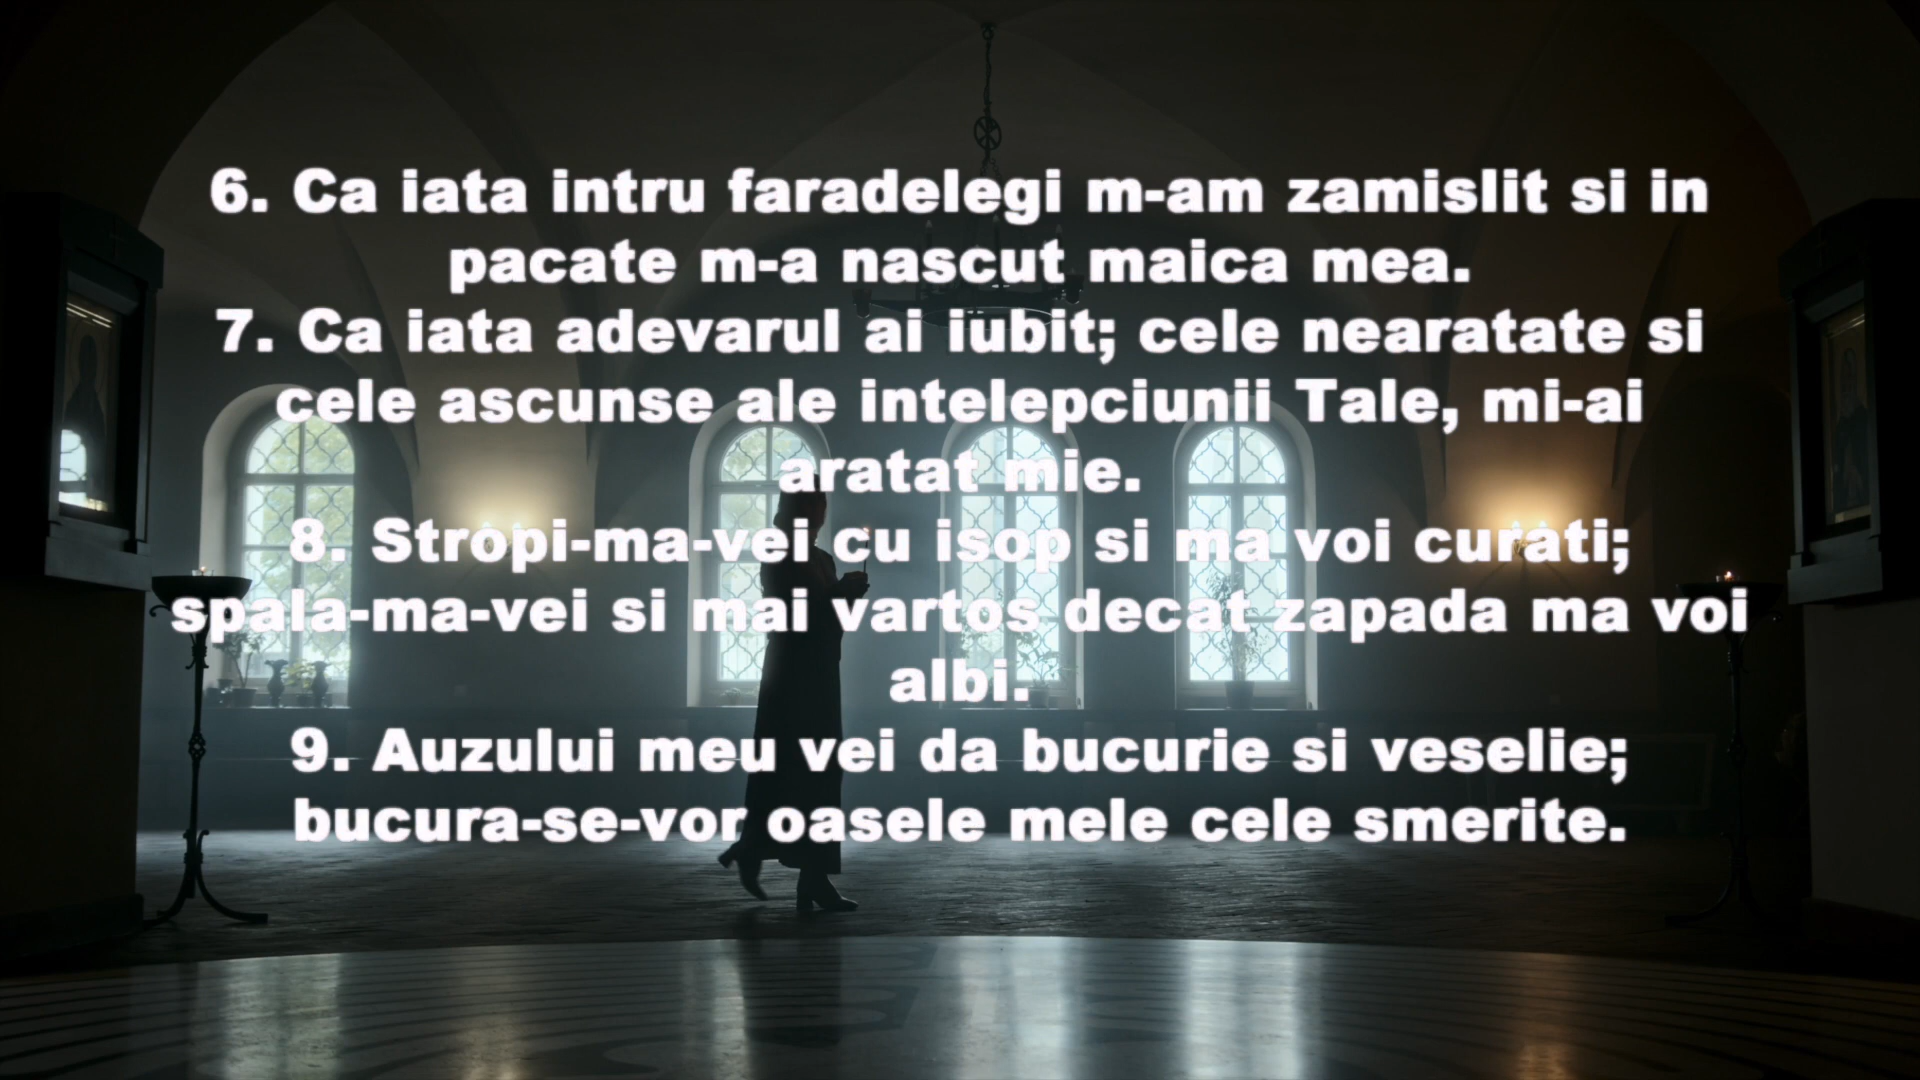 6. Ca iata intru faradelegi m-am zamislit si in
pacate m-a nascut maica mea.
7. Ca iata adevarul ai iubit; cele nearatate si
cele ascunse ale intelepciunii Tale, mi-ai
aratat mie.
8. Stropi-ma-vei cu isop si ma voi curati;
spala-ma-vei si mai vartos decat zapada ma voi
albi.
9. Auzului meu vei da bucurie si veselie;
bucura-se-vor oasele mele cele smerite.